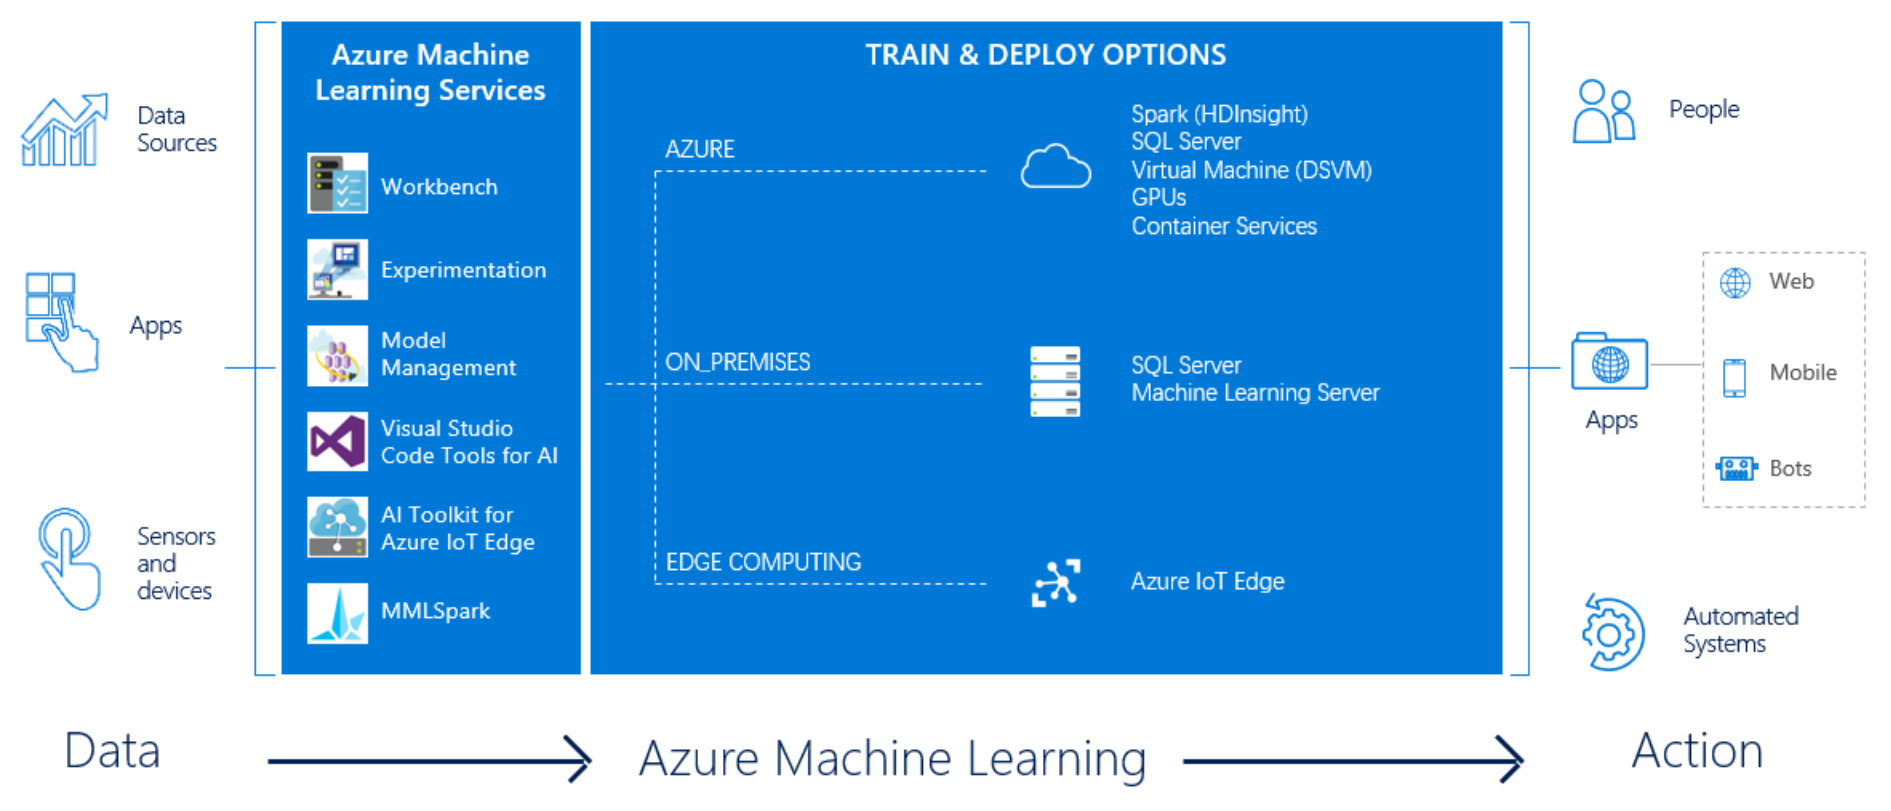 Data
Sources
Apps
Sensors
and
devices
Azure Machine
Learning Services
Workbench
Experimentation
Model
Management
Visual Studio
Code Tools for AI
AI Toolkit for
Azure IoT Edge
MMLSpark
TRAIN & DEPLOY OPTIONS
AZURE
Spark (HDInsight)
SQL Server
Virtual Machine (DSVM)
GPUs
Container Services
ON_PREMISES
SQL Server
Machine Learning Server
EDGE COMPUTING
Azure IoT Edge
People
Apps
Web
Mobile
Bots
Automated
Systems
Data
Azure Machine Learning
Action